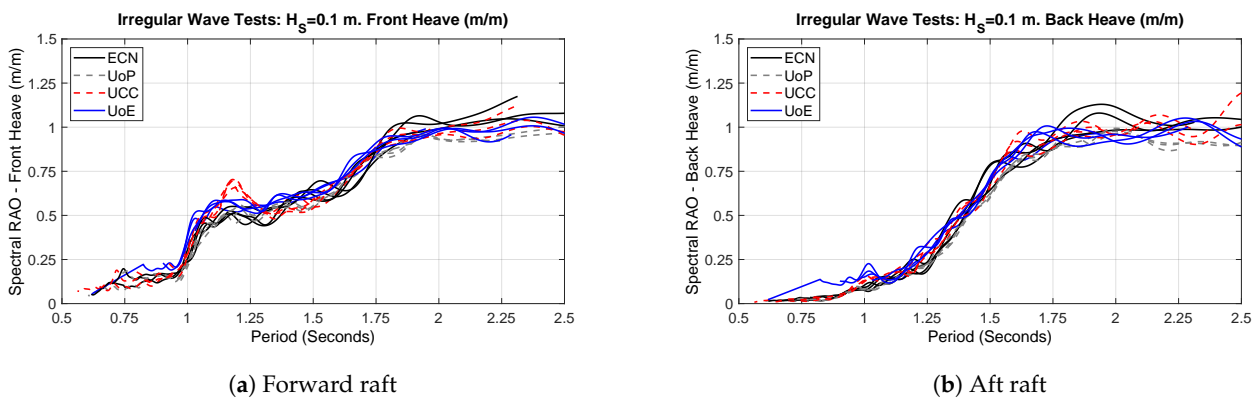 Irregular Wave Tests: H_S=0.1 m. Front Heave (m/m)
Spectral RAO - Front Heave (m/m)
1.5
1.25
1
0.75
0.5
0.25
0
ECN
UoP
UCC
UoE
0.5 0.75 1 1.25 1.5 1.75 2 2.25 2.5
Period (Seconds)
(a) Forward raft
Irregular Wave Tests: H_S=0.1 m. Back Heave (m/m)
Spectral RAO - Back Heave (m/m)
1.5
1.25
1
0.75
0.5
0.25
0
ECN
UoP
UCC
UoE
0.5 0.75 1 1.25 1.5 1.75 2 2.25 2.5
Period (Seconds)
(b) Aft raft